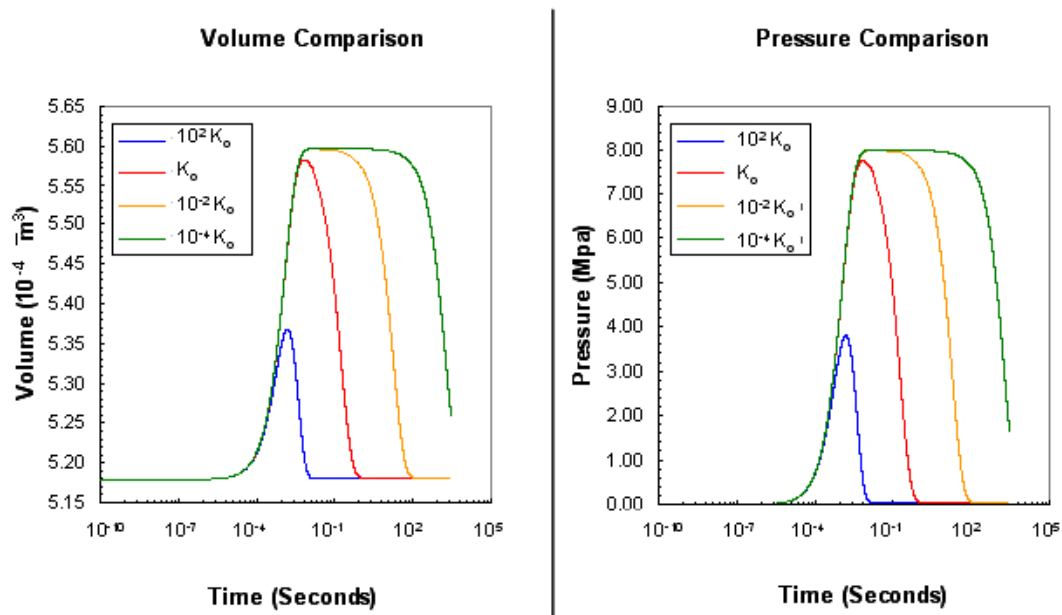 Volume Comparison
5.65
5.60
5.55
5.50
5.45
5.40
5.35
5.30
5.25
5.20
5.15
10² Kₒ
Kₒ
10⁻² Kₒ
10⁻⁴ Kₒ
Volume (10⁻⁴ m³)
10⁻¹⁰ 10⁻⁷ 10⁻⁴ 10⁻¹ 10² 10⁵
Time (Seconds)
Pressure Comparison
9.00
8.00
7.00
6.00
5.00
4.00
3.00
2.00
1.00
0.00
10² Kₒ
Kₒ
10⁻² Kₒ
10⁻⁴ Kₒ
Pressure (Mpa)
10⁻¹⁰ 10⁻⁷ 10⁻⁴ 10⁻¹ 10² 10⁵
Time (Seconds)